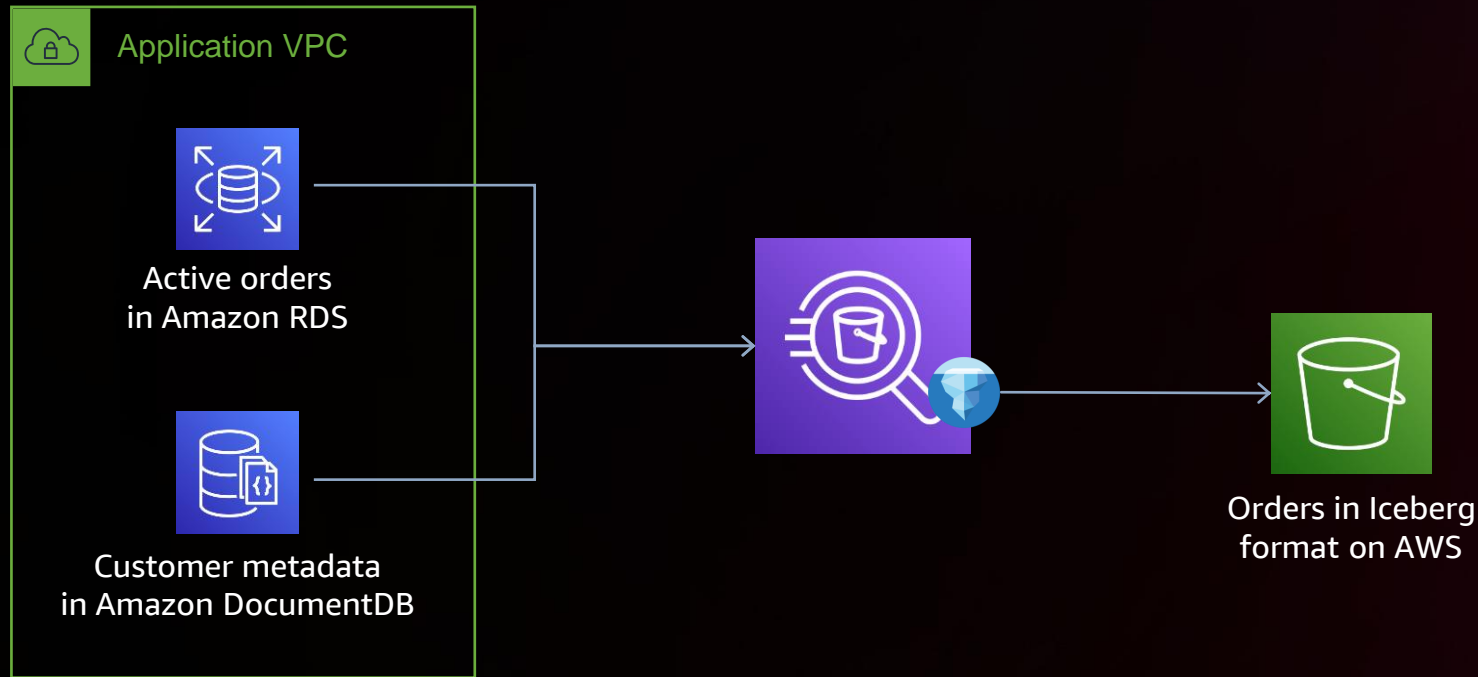 Application VPC
Active orders
in Amazon RDS
Customer metadata
in Amazon DocumentDB
Orders in Iceberg
format on AWS